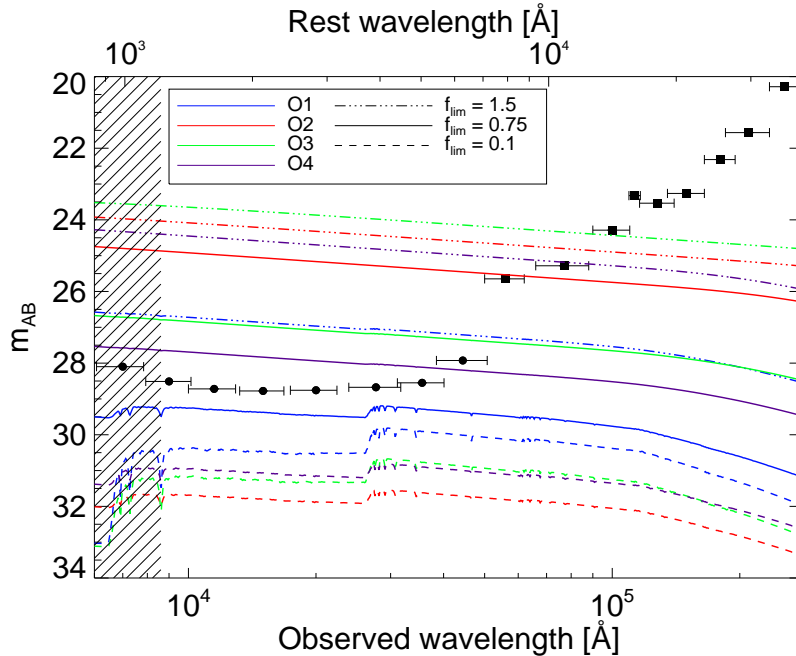 Rest wavelength [Å]
10³ 10⁴
20
22
24
26
28
30
32
34
m_AB
O1 f_lim = 1.5
O2 f_lim = 0.75
O3 f_lim = 0.1
O4
10⁴ 10⁵
Observed wavelength [Å]